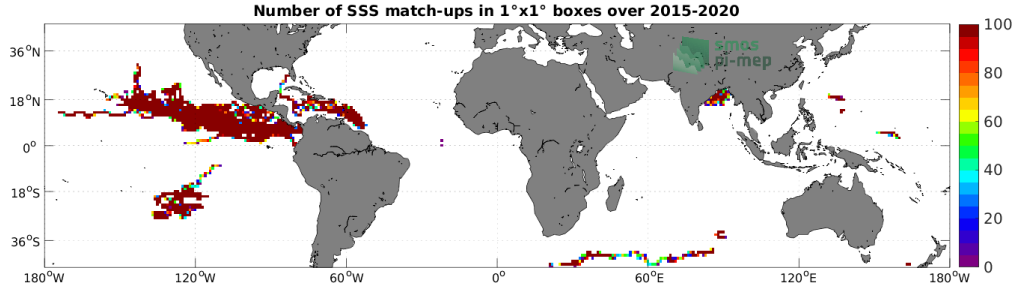 Number of SSS match-ups in 1°x1° boxes over 2015-2020
36°N
18°N
0°
18°S
36°S
180°W
120°W
60°W
0°
60°E
120°E
180°W
smos
pi-mep
100
80
60
40
20
0